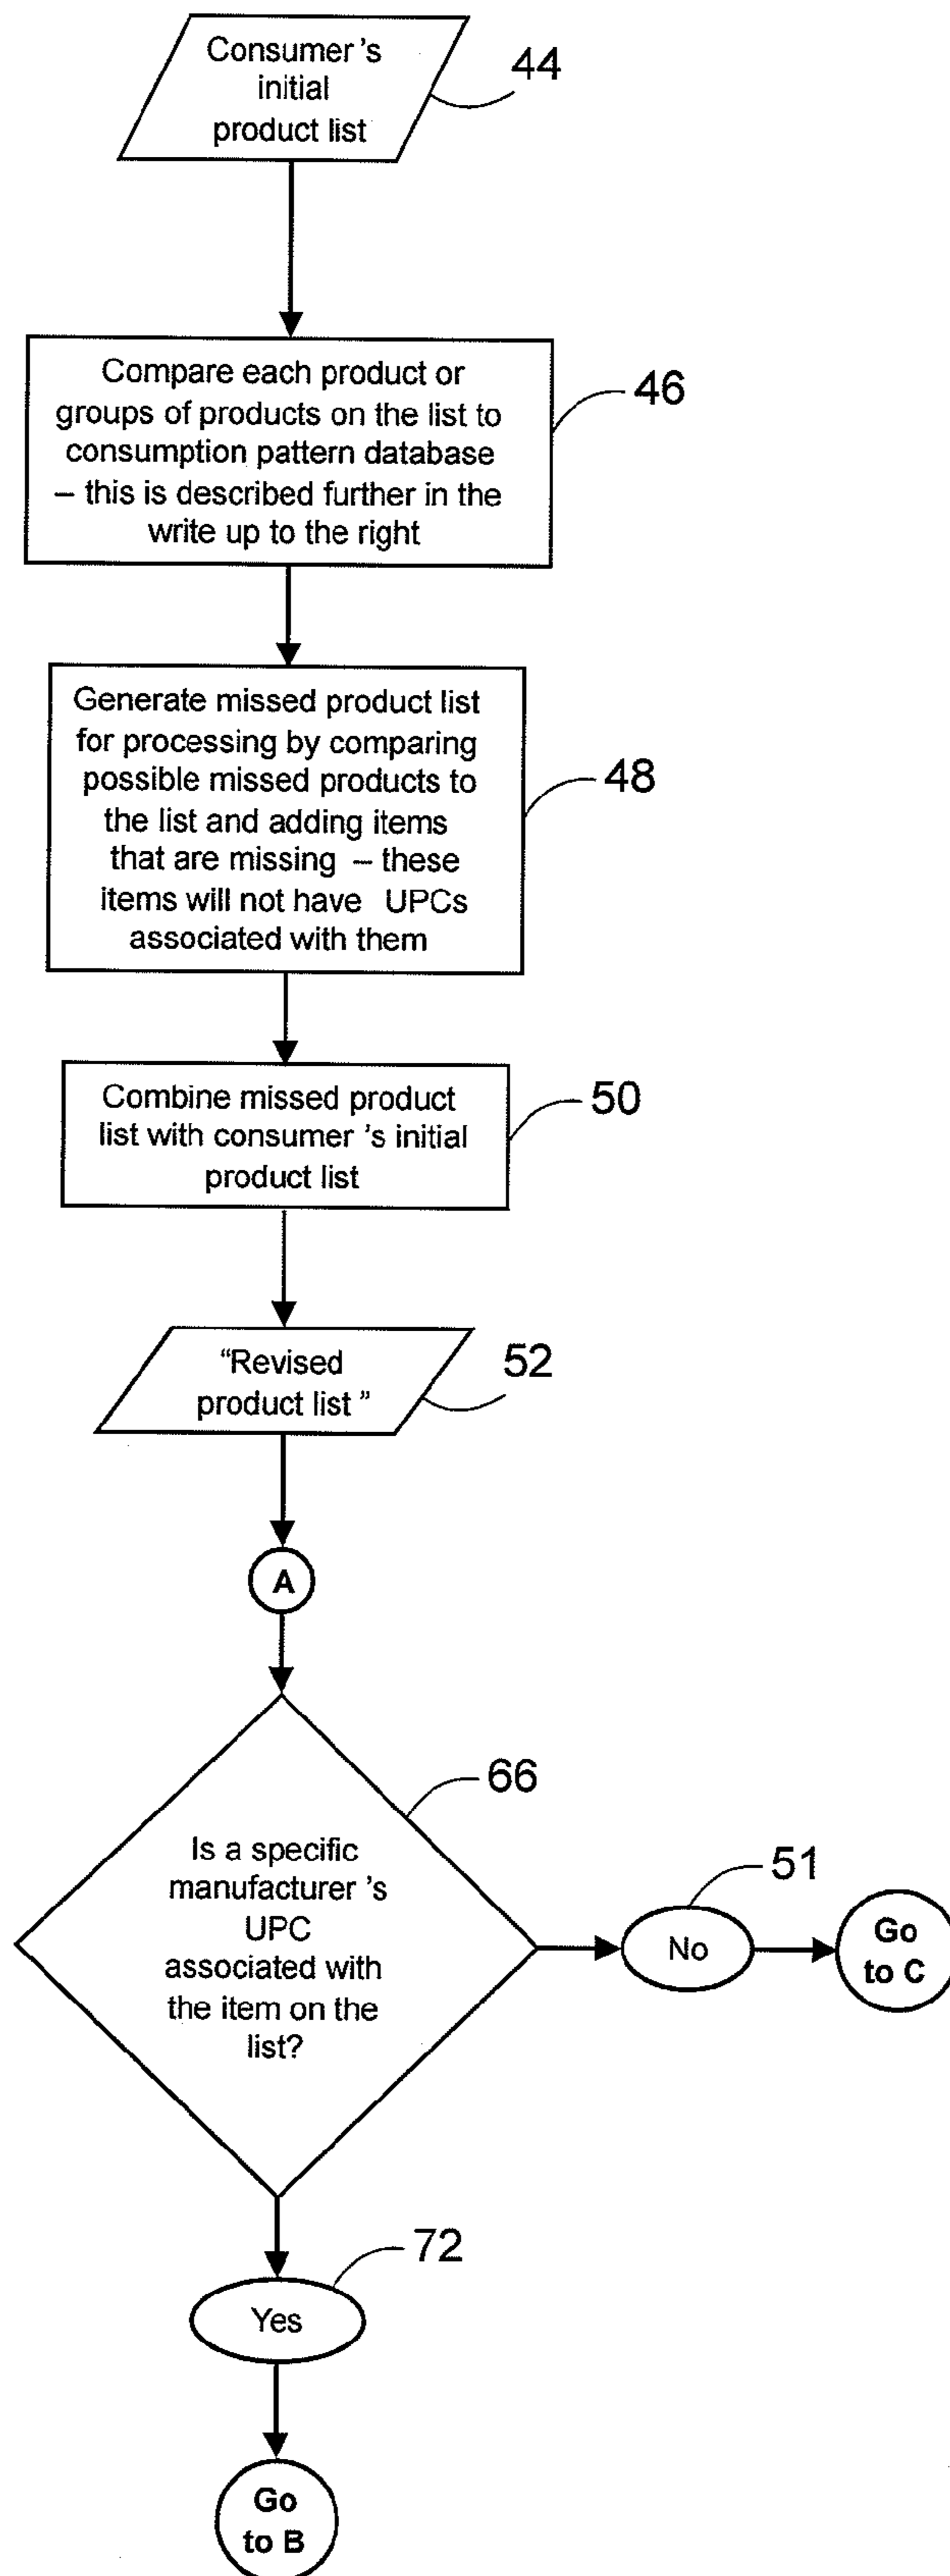 Consumer's
initial
product list
44
Compare each product or
groups of products on the list to
consumption pattern database
– this is described further in the
write up to the right
46
Generate missed product list
for processing by comparing
possible missed products to
the list and adding items
that are missing – these
items will not have UPCs
associated with them
48
Combine missed product
list with consumer's initial
product list
50
"Revised
product list"
52
A
66
Is a specific
manufacturer's
UPC
associated with
the item on the
list?
51
No
Go
to C
72
Yes
Go
to B